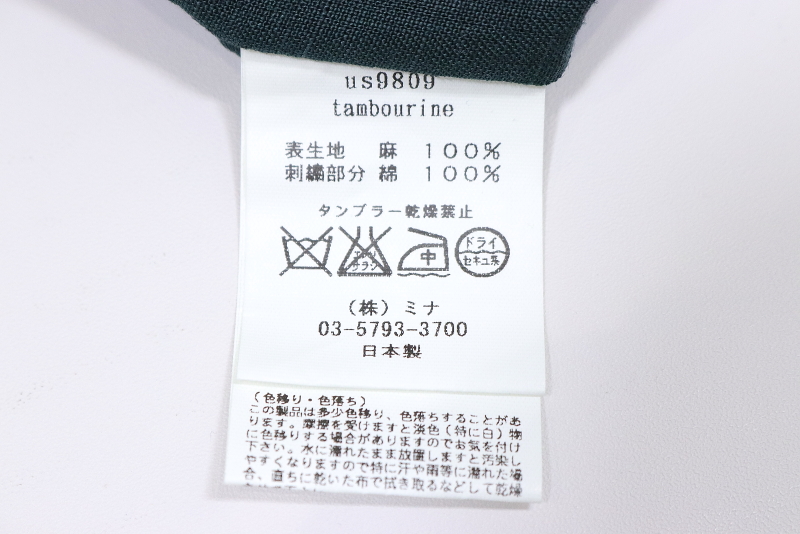 us9809
tambourine
表生地 麻 100%
刺繍部分 綿 100%
タンブラー乾燥禁止
エンソ
サラシ
中
ドライ
セキユ系
(株)ミナ
03-5793-3700
日本製
(色移り・色落ち)
この製品は多少色移り、色落ちすることがあ
ります。摩擦を受けますと淡色(特に白)物
に色移りする場合がありますのでお気を付け
下さい。水に濡れたまま放置しますと汚染し
やすくなりますので特に汗や雨等に濡れた場
合、直ちに乾いた布で拭き取るなどして乾燥